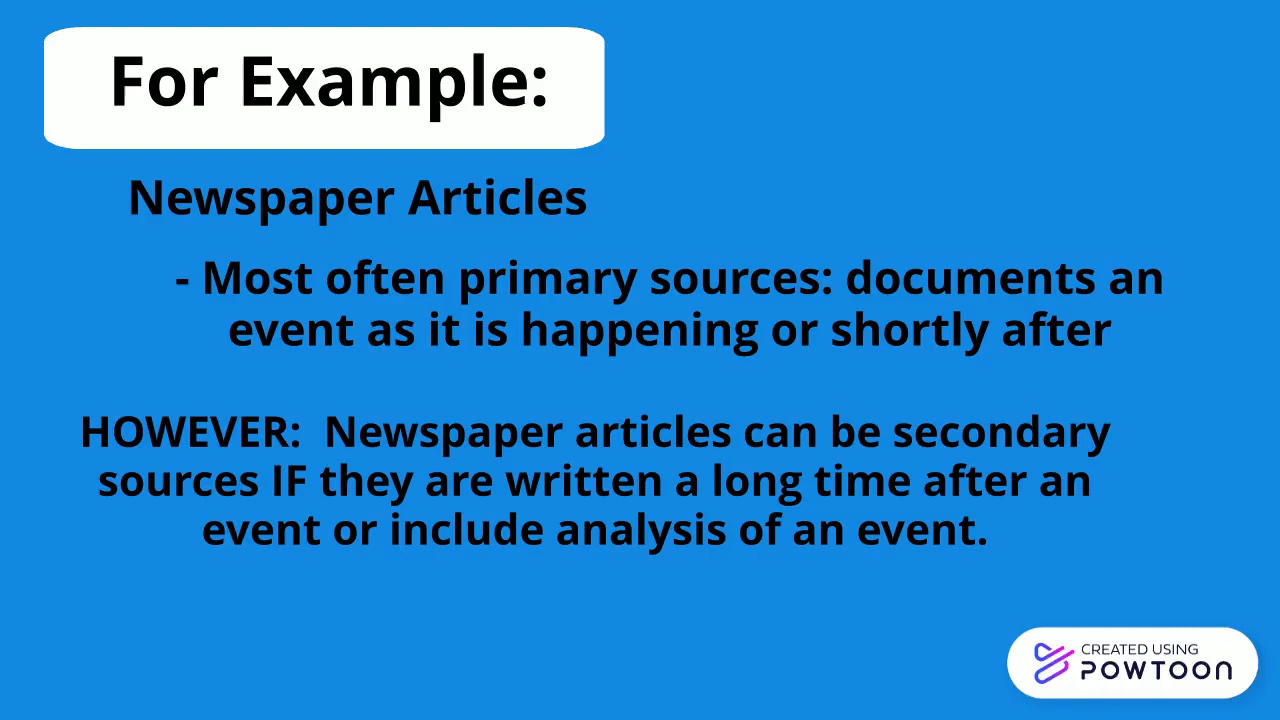 For Example:
Newspaper Articles
- Most often primary sources: documents an
event as it is happening or shortly after
HOWEVER:  Newspaper articles can be secondary
sources IF they are written a long time after an
event or include analysis of an event.
CREATED USING
POWTOON